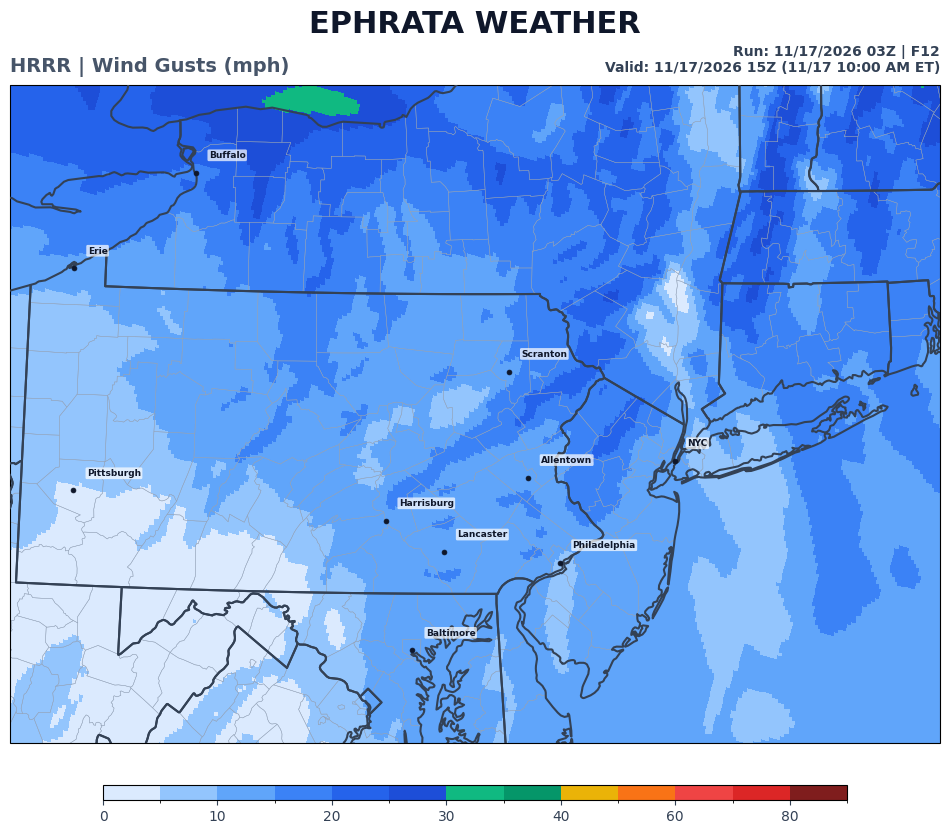 EPHRATA WEATHER
HRRR | Wind Gusts (mph)
Run: 11/17/2026 03Z | F12
Valid: 11/17/2026 15Z (11/17 10:00 AM ET)
Buffalo
Erie
Scranton
NYC
Pittsburgh
Allentown
Harrisburg
Lancaster
Philadelphia
Baltimore
0 10 20 30 40 50 60 70 80